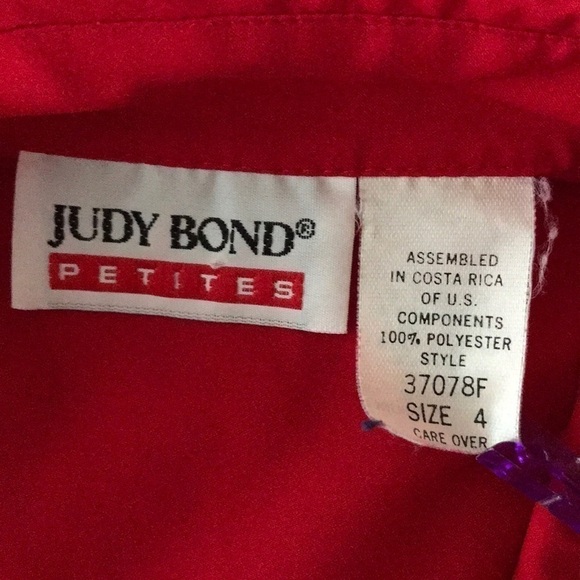 JUDY BOND®
PETITES
ASSEMBLED
IN COSTA RICA
OF U.S.
COMPONENTS
100% POLYESTER
STYLE
37078F
SIZE 4
CARE OVER